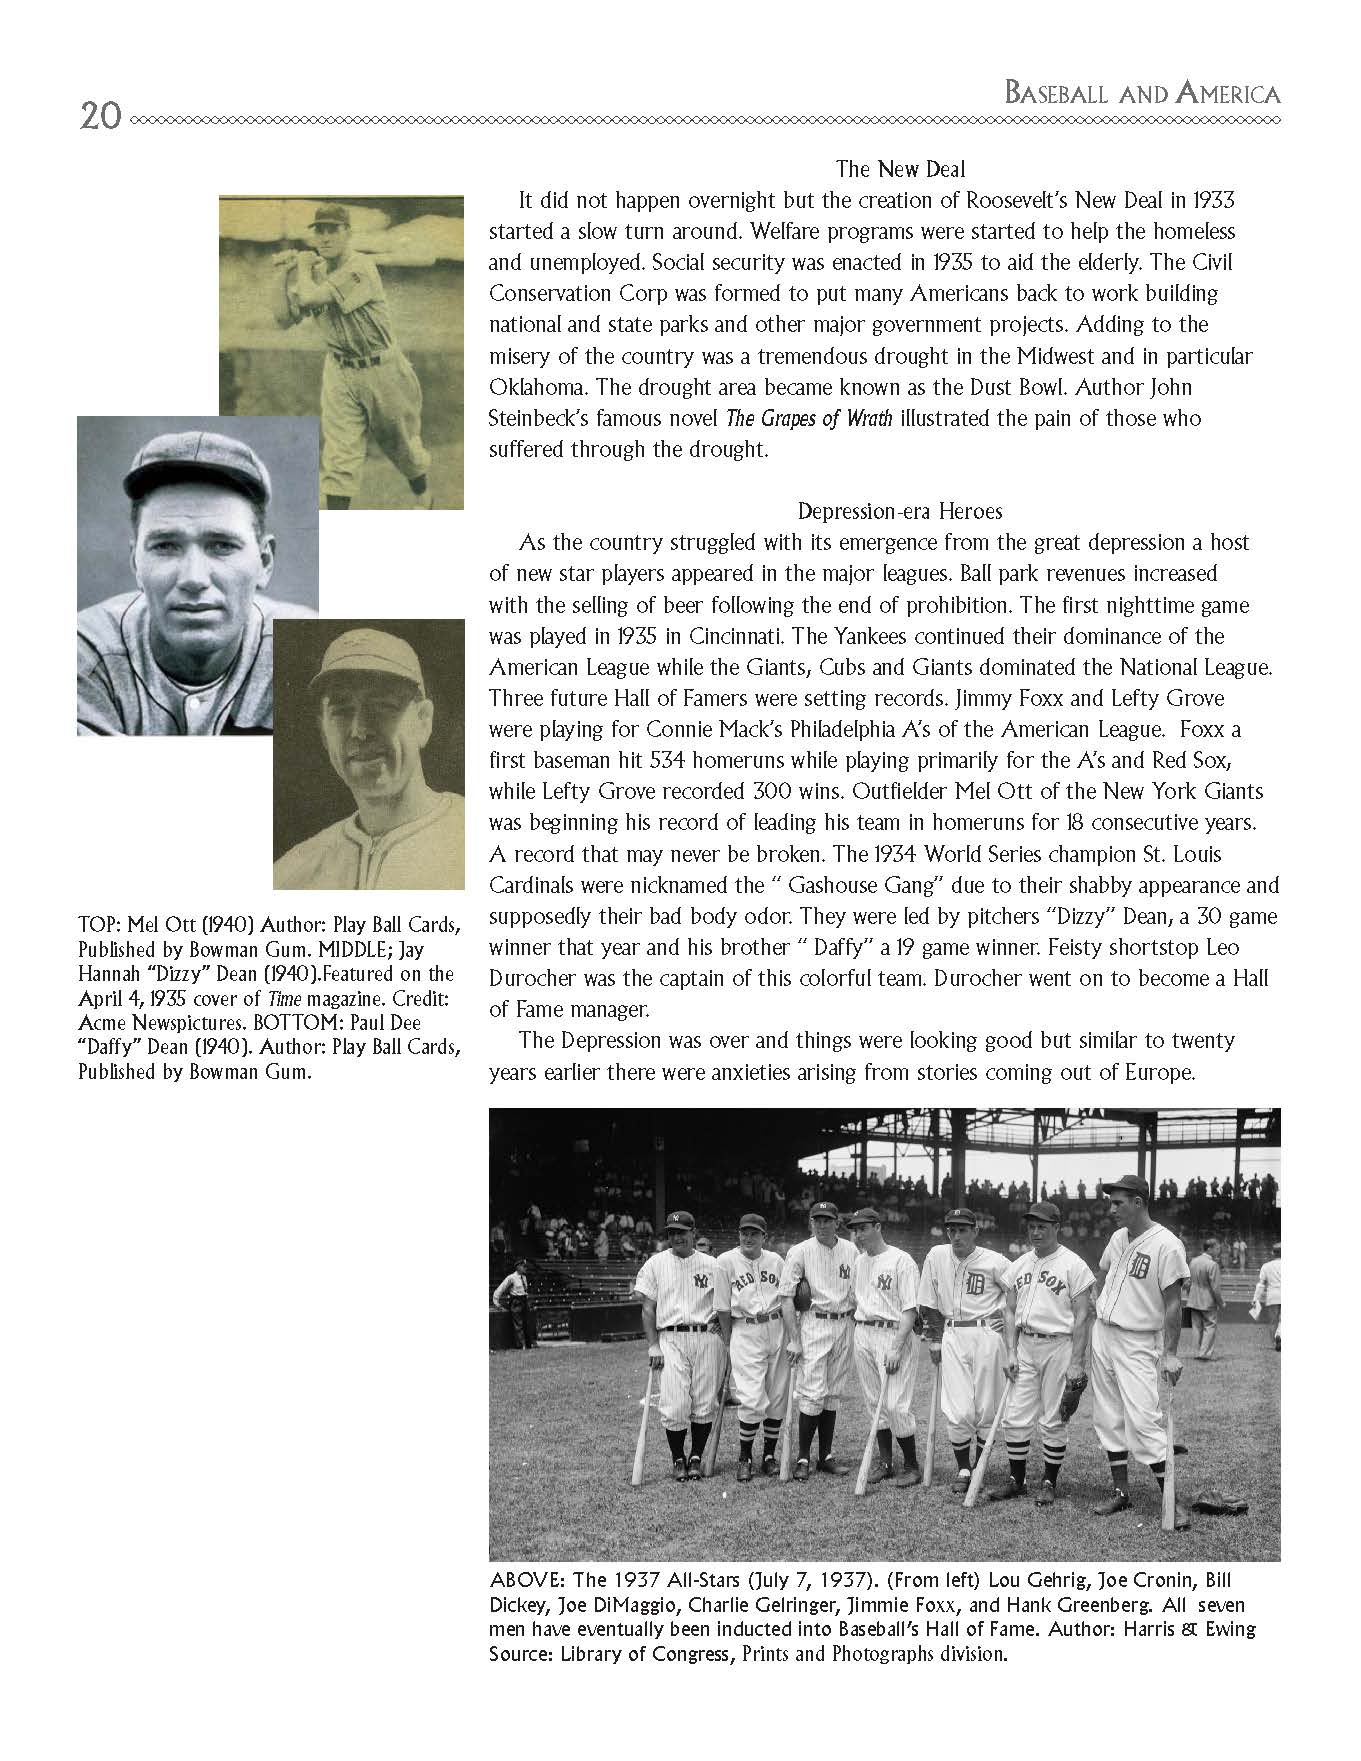 BASEBALL AND AMERICA
20
The New Deal
It did not happen overnight but the creation of Roosevelt's New Deal in 1933
started a slow turn around. Welfare programs were started to help the homeless
and unemployed. Social security was enacted in 1935 to aid the elderly. The Civil
Conservation Corp was formed to put many Americans back to work building
national and state parks and other major government projects. Adding to the
misery of the country was a tremendous drought in the Midwest and in particular
Oklahoma. The drought area became known as the Dust Bowl. Author John
Steinbeck's famous novel The Grapes of Wrath illustrated the pain of those who
suffered through the drought.
Depression-era Heroes
As the country struggled with its emergence from the great depression a host
of new star players appeared in the major leagues. Ball park revenues increased
with the selling of beer following the end of prohibition. The first nighttime game
was played in 1935 in Cincinnati. The Yankees continued their dominance of the
American League while the Giants, Cubs and Giants dominated the National League.
Three future Hall of Famers were setting records. Jimmy Foxx and Lefty Grove
were playing for Connie Mack's Philadelphia A's of the American League. Foxx a
first baseman hit 534 homeruns while playing primarily for the A's and Red Sox,
while Lefty Grove recorded 300 wins. Outfielder Mel Ott of the New York Giants
was beginning his record of leading his team in homeruns for 18 consecutive years.
A record that may never be broken. The 1934 World Series champion St. Louis
Cardinals were nicknamed the “ Gashouse Gang” due to their shabby appearance and
supposedly their bad body odor. They were led by pitchers “Dizzy” Dean, a 30 game
winner that year and his brother “ Daffy” a 19 game winner. Feisty shortstop Leo
Durocher was the captain of this colorful team. Durocher went on to become a Hall
of Fame manager.
The Depression was over and things were looking good but similar to twenty
years earlier there were anxieties arising from stories coming out of Europe.
TOP: Mel Ott (1940) Author: Play Ball Cards,
Published by Bowman Gum. MIDDLE; Jay
Hannah “Dizzy” Dean (1940).Featured on the
April 4, 1935 cover of Time magazine. Credit:
Acme Newspictures. BOTTOM: Paul Dee
“Daffy” Dean (1940). Author: Play Ball Cards,
Published by Bowman Gum.
NY
RED SOX
NY
NY
D
RED SOX
D
ABOVE: The 1937 All-Stars (July 7, 1937). (From left) Lou Gehrig, Joe Cronin, Bill
Dickey, Joe DiMaggio, Charlie Gelringer, Jimmie Foxx, and Hank Greenberg. All seven
men have eventually been inducted into Baseball's Hall of Fame. Author: Harris & Ewing
Source: Library of Congress, Prints and Photographs division.